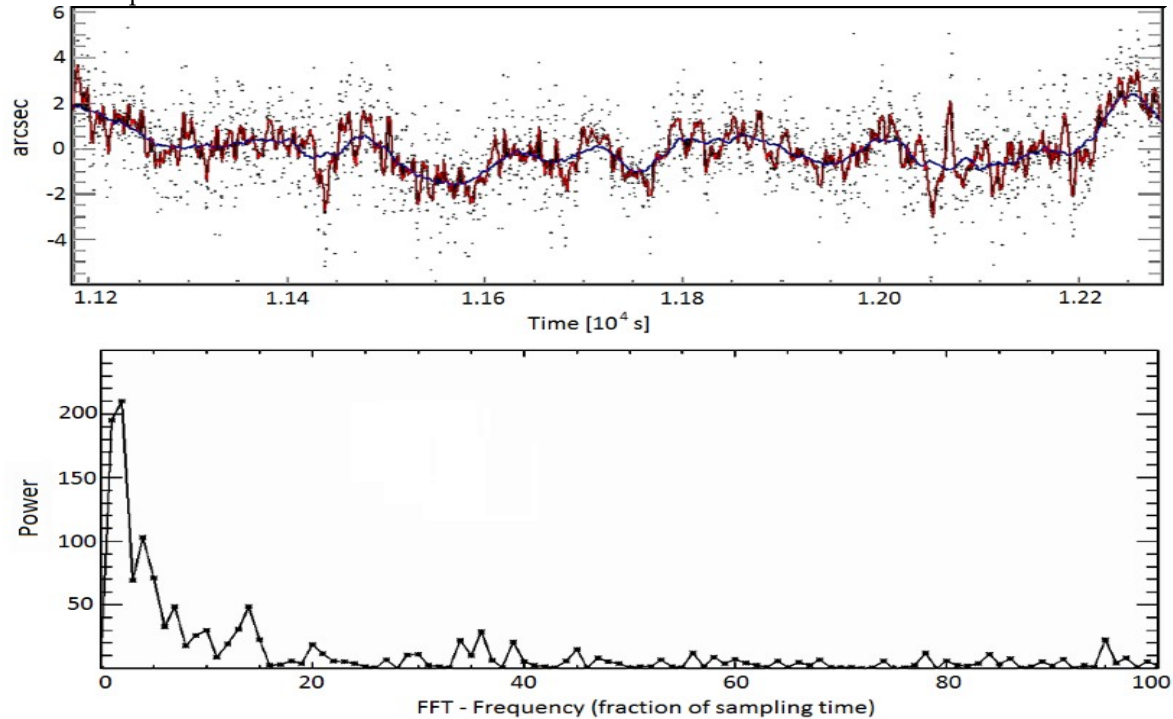 6
4
2
0
-2
-4
arcsec
1.12 1.14 1.16 1.18 1.20 1.22
Time [10⁴ s]
200
150
100
50
Power
0 20 40 60 80 100
FFT - Frequency (fraction of sampling time)